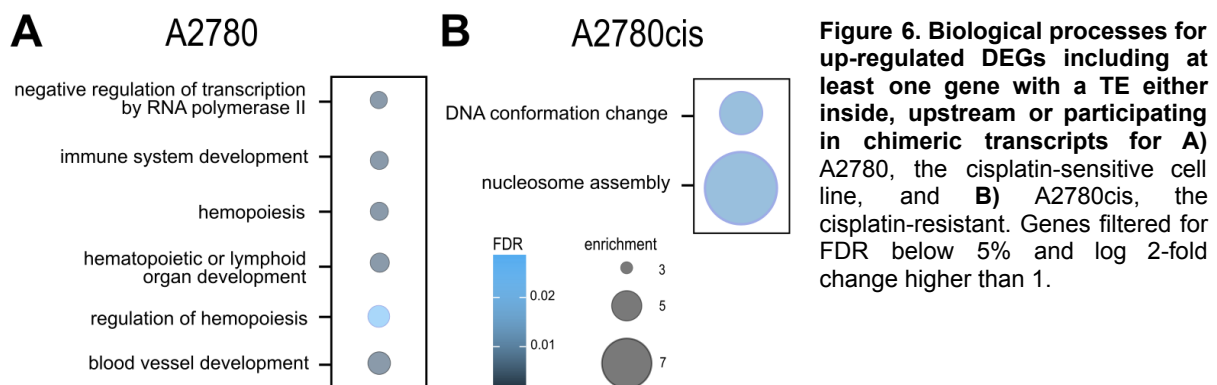 A
A2780
negative regulation of transcription
by RNA polymerase II
immune system development
hemopoiesis
hematopoietic or lymphoid
organ development
regulation of hemopoiesis
blood vessel development
B
A2780cis
DNA conformation change
nucleosome assembly
FDR
0.02
0.01
enrichment
3
5
7
Figure 6. Biological processes for
up-regulated DEGs including at
least one gene with a TE either
inside, upstream or participating
in chimeric transcripts for A)
A2780, the cisplatin-sensitive cell
line, and B) A2780cis, the
cisplatin-resistant. Genes filtered for
FDR below 5% and log 2-fold
change higher than 1.